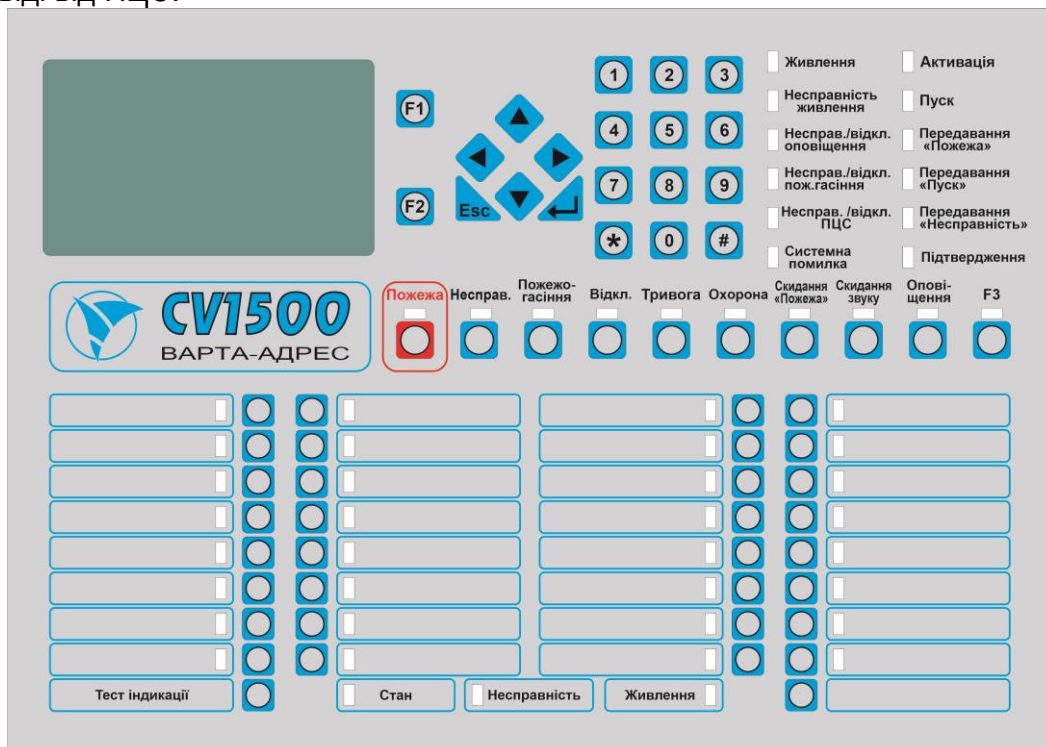 F1
F2
Esc
1 2 3
4 5 6
7 8 9
* 0 #
Живлення
Несправність
живлення
Несправ./відкл.
оповіщення
Несправ./відкл.
пож.гасіння
Несправ. /відкл.
ПЦС
Системна
помилка
Активація
Пуск
Передавання
«Пожежа»
Передавання
«Пуск»
Передавання
«Несправність»
Підтвердження
CV1500
ВАРТА-АДРЕС
Пожежа
Несправ.
Пожежо-
гасіння
Відкл.
Тривога
Охорона
Скидання
«Пожежа»
Скидання
звуку
Опові-
щення
F3
Тест індикації
Стан
Несправність
Живлення